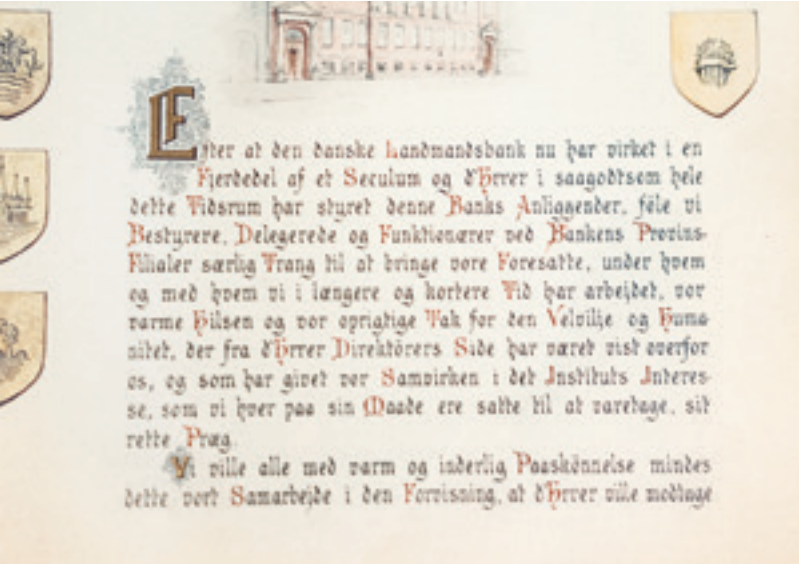 Efter at den danske Landmandsbank nu har virket i en
Fjerdedel af et Seculum og d'Hrrer i saagodtsom hele
dette Tidsrum har styret denne Banks Anliggender, föle vi
Bestyrere, Delegerede og Funktionærer ved Bankens Provins-
Filialer særlig Trang til at bringe vore Foresatte, under hvem
og med hvem vi i længere og kortere Tid har arbejdet, vor
varme Hilsen og vor oprigtige Tak for den Velvilje og Huma-
nitet, der fra d'Hrrer Direktörers Side har været vist overfor
os, og som har givet vor Samvirken i det Instituts Interes-
se, som vi hver paa sin Maade ere satte til at varetage, sit
rette Præg.
Vi ville alle med varm og inderlig Paaskönnelse mindes
dette vort Samarbejde i den Forvisning, at d'Hrrer ville modtage